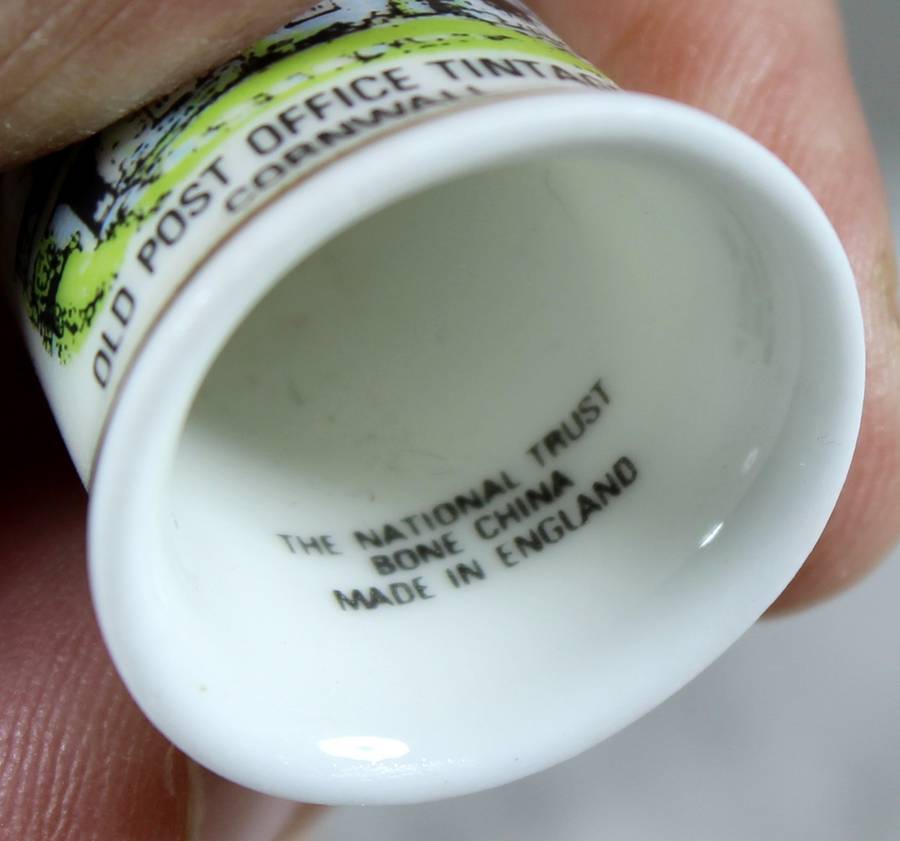 OLD POST OFFICE TINTAG
CORNWALL
THE NATIONAL TRUST
BONE CHINA
MADE IN ENGLAND